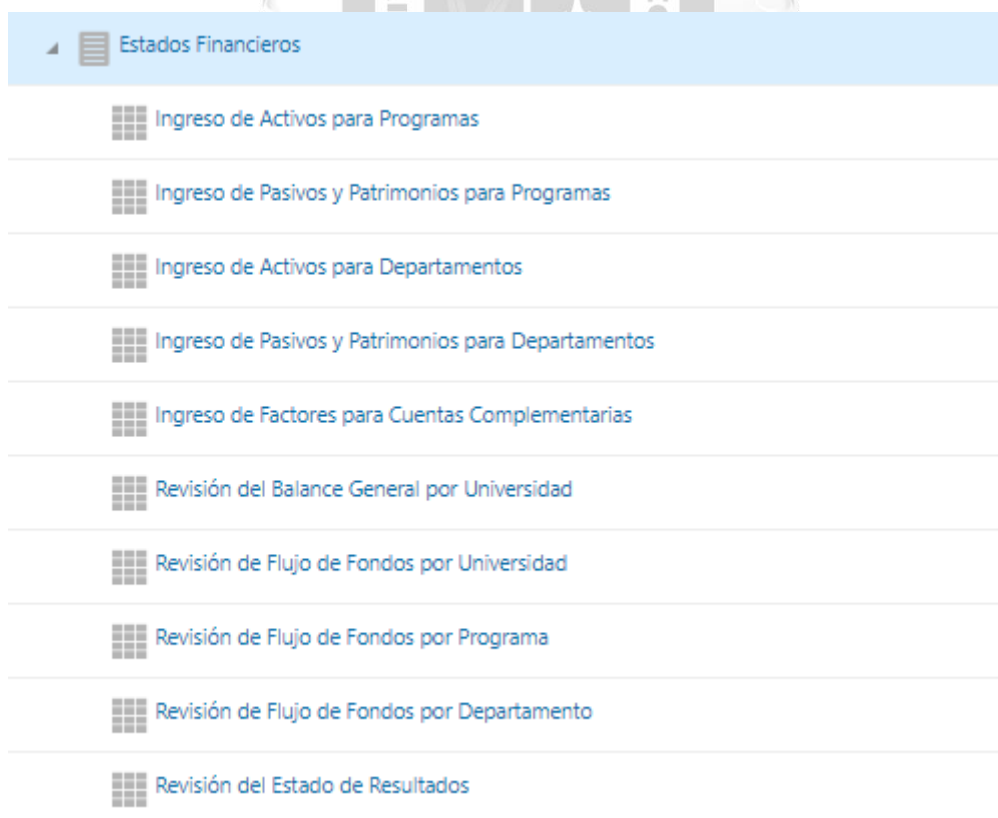 Estados Financieros
Ingreso de Activos para Programas
Ingreso de Pasivos y Patrimonios para Programas
Ingreso de Activos para Departamentos
Ingreso de Pasivos y Patrimonios para Departamentos
Ingreso de Factores para Cuentas Complementarias
Revisión del Balance General por Universidad
Revisión de Flujo de Fondos por Universidad
Revisión de Flujo de Fondos por Programa
Revisión de Flujo de Fondos por Departamento
Revisión del Estado de Resultados